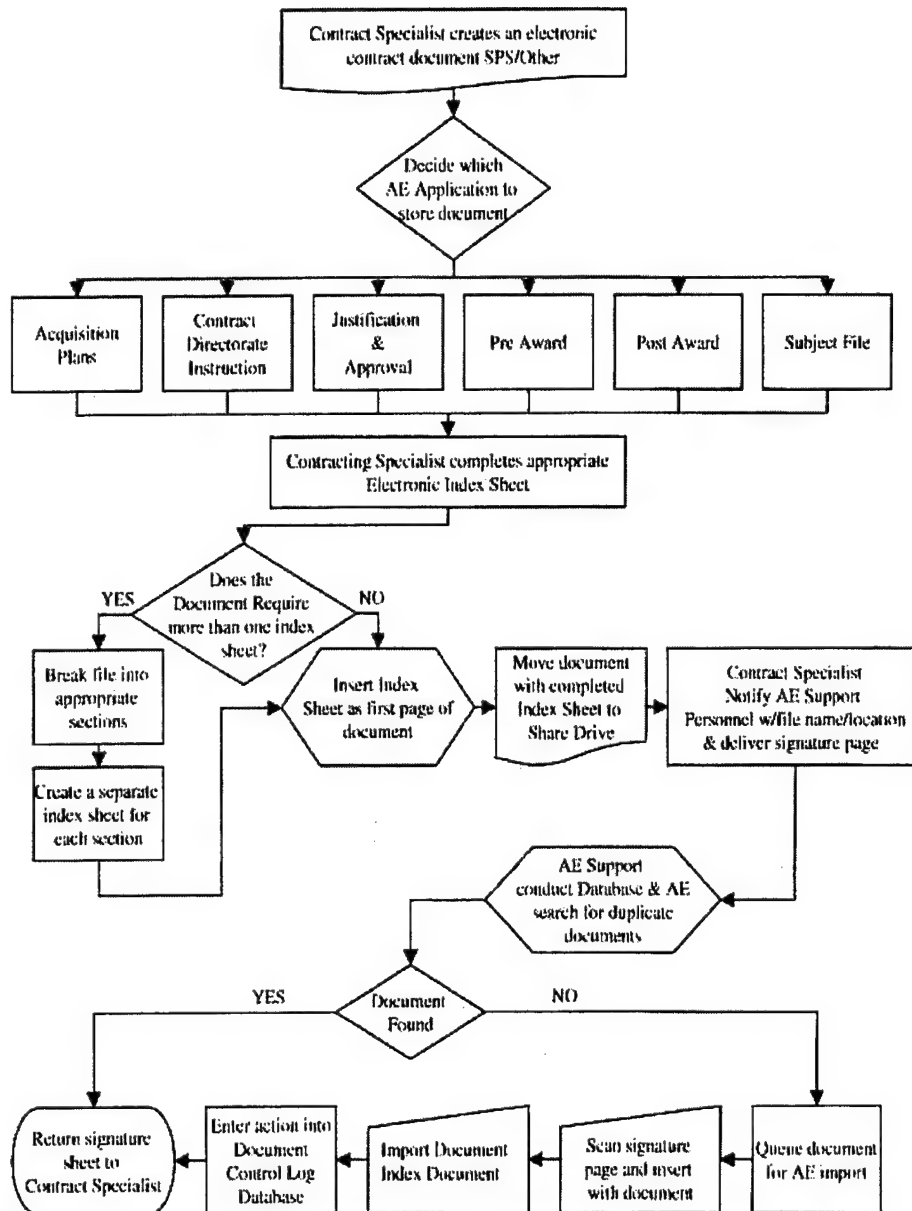 Contract Specialist creates an electronic
contract document SPS/Other
Decide which
AE Application to
store document
Acquisition
Plans
Contract
Directorate
Instruction
Justification
&
Approval
Pre Award
Post Award
Subject File
Contracting Specialist completes appropriate
Electronic Index Sheet
Does the
Document Require
more than one index
sheet?
YES
NO
Break file into
appropriate
sections
Create a separate
index sheet for
each section
Insert Index
Sheet as first page of
document
Move document
with completed
Index Sheet to
Share Drive
Contract Specialist
Notify AE Support
Personnel w/file name/location
& deliver signature page
AE Support
conduct Database & AE
search for duplicate
documents
YES
Document
Found
NO
Return signature
sheet to
Contract Specialist
Enter action into
Document
Control Log
Database
Import Document
Index Document
Scan signature
page and insert
with document
Queue document
for AE import